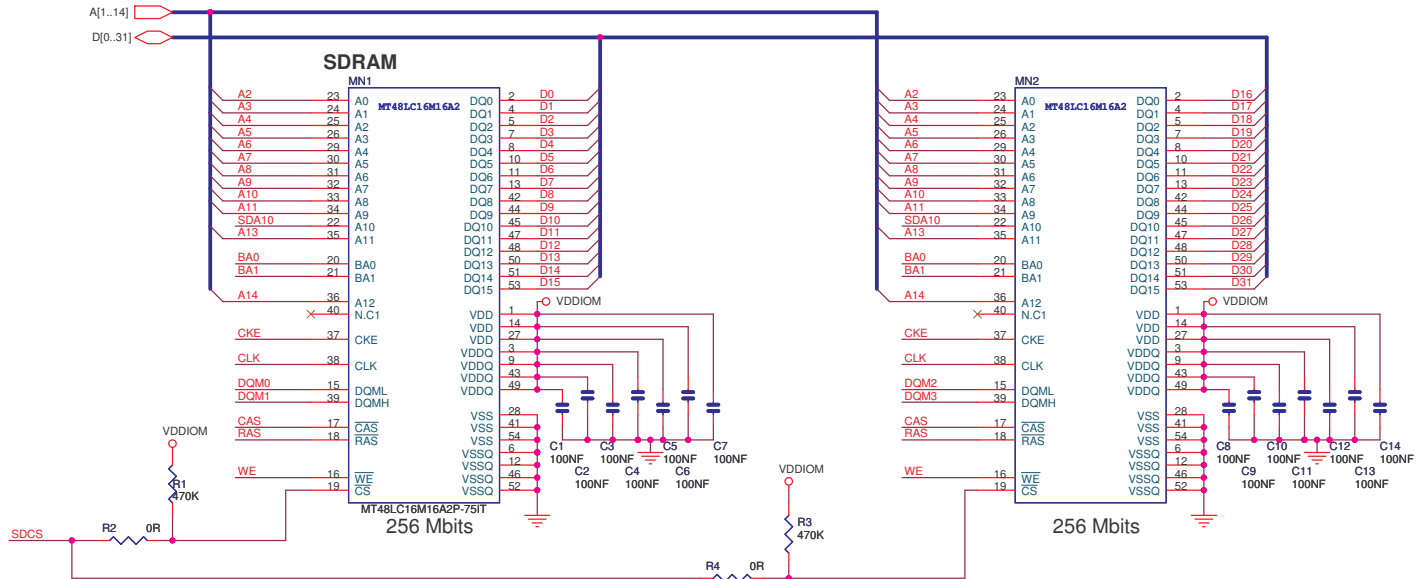 A[1..14]
D[0..31]
SDRAM
MN1
MT48LC16M16A2
A2 23 A0 DQ0 2 D0
A3 24 A1 DQ1 4 D1
A4 25 A2 DQ2 5 D2
A5 26 A3 DQ3 7 D3
A6 29 A4 DQ4 8 D4
A7 30 A5 DQ5 10 D5
A8 31 A6 DQ6 11 D6
A9 32 A7 DQ7 13 D7
A10 33 A8 DQ8 42 D8
A11 34 A9 DQ9 44 D9
SDA10 22 A10 DQ10 45 D10
A13 35 A11 DQ11 47 D11
DQ12 48 D12
BA0 20 BA0 DQ13 50 D13
BA1 21 BA1 DQ14 51 D14
DQ15 53 D15
A14 36 A12
VDDIOM
40 N.C1 VDD 1
VDD 14
CKE 37 CKE VDD 27
VDDQ 3
CLK 38 CLK VDDQ 9
VDDQ 43
DQM0 15 DQML VDDQ 49
DQM1 39 DQMH
VSS 28
CAS 17 CAS VSS 41
RAS 18 RAS VSS 54
VSSQ 6
VSSQ 12
WE 16 WE VSSQ 46
19 CS VSSQ 52
C1 C3 C5 C7
100NF 100NF 100NF 100NF
C2 C4 C6
100NF 100NF 100NF
MT48LC16M16A2P-75IT
256 Mbits
VDDIOM
R1
470K
R2 0R
SDCS
MN2
MT48LC16M16A2
A2 23 A0 DQ0 2 D16
A3 24 A1 DQ1 4 D17
A4 25 A2 DQ2 5 D18
A5 26 A3 DQ3 7 D19
A6 29 A4 DQ4 8 D20
A7 30 A5 DQ5 10 D21
A8 31 A6 DQ6 11 D22
A9 32 A7 DQ7 13 D23
A10 33 A8 DQ8 42 D24
A11 34 A9 DQ9 44 D25
SDA10 22 A10 DQ10 45 D26
A13 35 A11 DQ11 47 D27
DQ12 48 D28
BA0 20 BA0 DQ13 50 D29
BA1 21 BA1 DQ14 51 D30
DQ15 53 D31
A14 36 A12
VDDIOM
40 N.C1 VDD 1
VDD 14
CKE 37 CKE VDD 27
VDDQ 3
CLK 38 CLK VDDQ 9
VDDQ 43
DQM2 15 DQML VDDQ 49
DQM3 39 DQMH
VSS 28
CAS 17 CAS VSS 41
RAS 18 RAS VSS 54
VSSQ 6
VSSQ 12
WE 16 WE VSSQ 46
19 CS VSSQ 52
C8 C10 C12 C14
100NF 100NF 100NF 100NF
C9 C11 C13
100NF 100NF 100NF
256 Mbits
VDDIOM
R3
470K
R4 0R